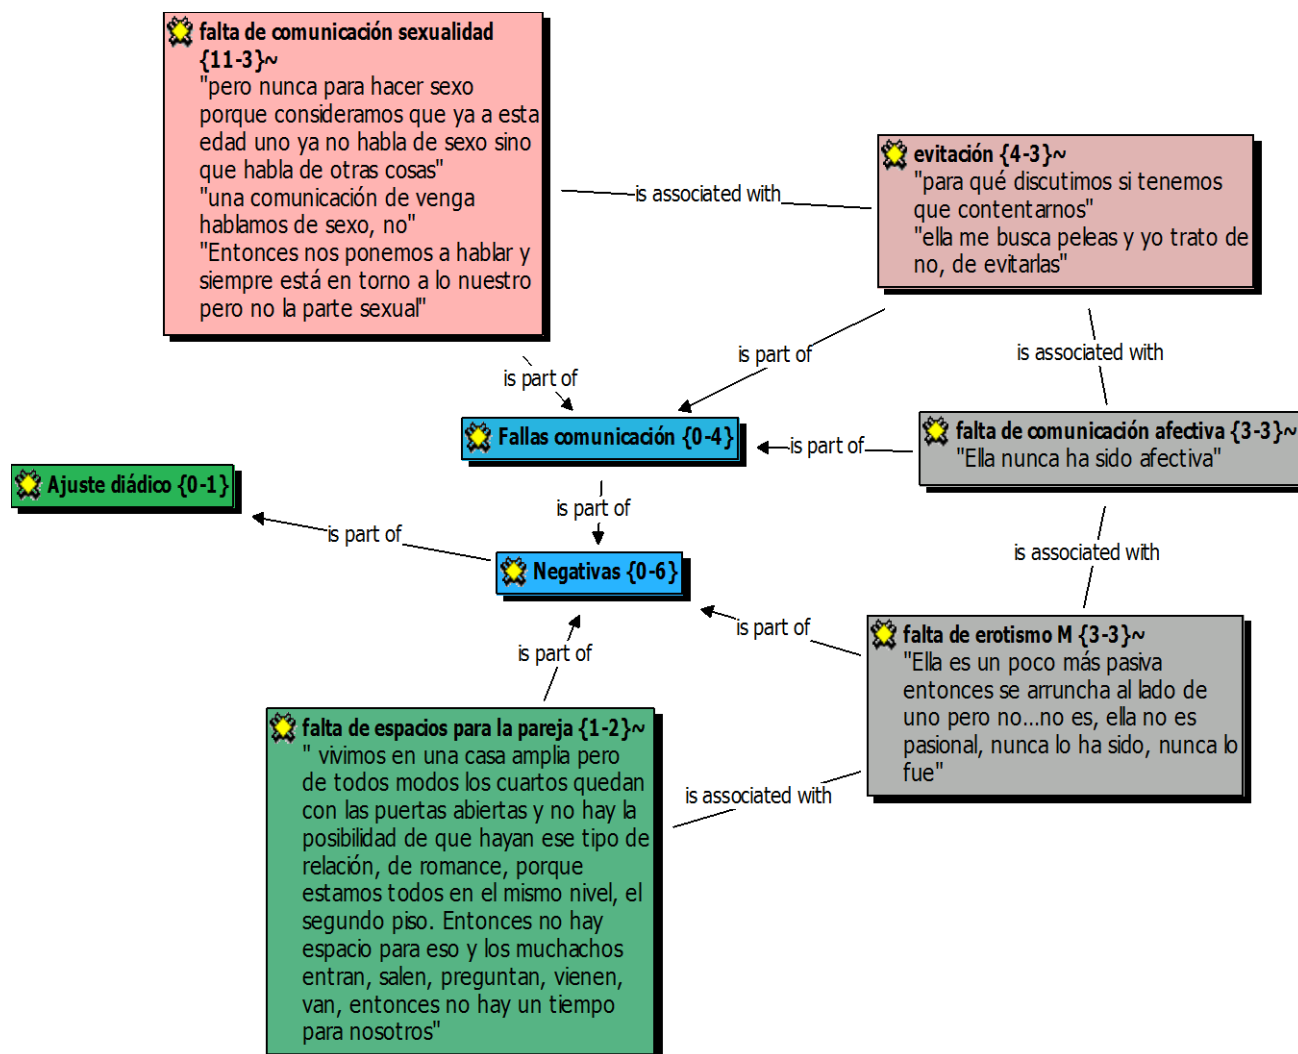 falta de comunicación sexualidad
{11-3}~
"pero nunca para hacer sexo
porque consideramos que ya a esta
edad uno ya no habla de sexo sino
que habla de otras cosas"
"una comunicación de venga
hablamos de sexo, no"
"Entonces nos ponemos a hablar y
siempre está en torno a lo nuestro
pero no la parte sexual"
is associated with
evitación {4-3}~
"para qué discutimos si tenemos
que contentarnos"
"ella me busca peleas y yo trato de
no, de evitarlas"
is part of
is part of
is associated with
Fallas comunicación {0-4}
is part of
falta de comunicación afectiva {3-3}~
"Ella nunca ha sido afectiva"
Ajuste diádico {0-1}
is part of
is part of
is associated with
Negativas {0-6}
is part of
is part of
falta de erotismo M {3-3}~
"Ella es un poco más pasiva
entonces se arruncha al lado de
uno pero no...no es, ella no es
pasional, nunca lo ha sido, nunca lo
fue"
is associated with
falta de espacios para la pareja {1-2}~
" vivimos en una casa amplia pero
de todos modos los cuartos quedan
con las puertas abiertas y no hay la
posibilidad de que hayan ese tipo de
relación, de romance, porque
estamos todos en el mismo nivel, el
segundo piso. Entonces no hay
espacio para eso y los muchachos
entran, salen, preguntan, vienen,
van, entonces no hay un tiempo
para nosotros"